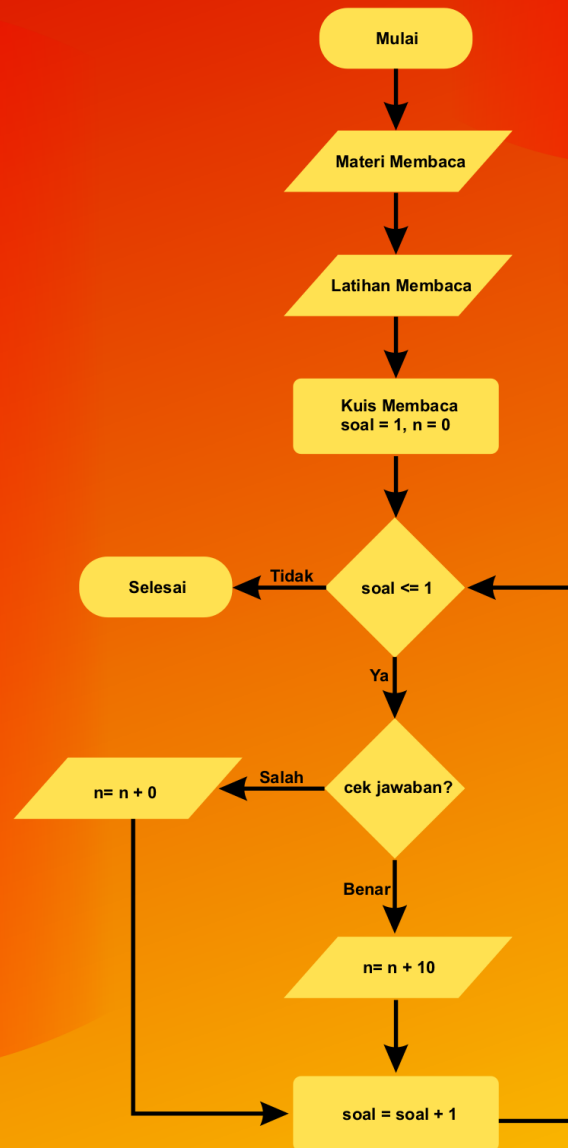 Mulai
Materi Membaca
Latihan Membaca
Kuis Membaca
soal = 1, n = 0
Selesai
Tidak
soal <= 1
Ya
n= n + 0
Salah
cek jawaban?
Benar
n= n + 10
soal = soal + 1